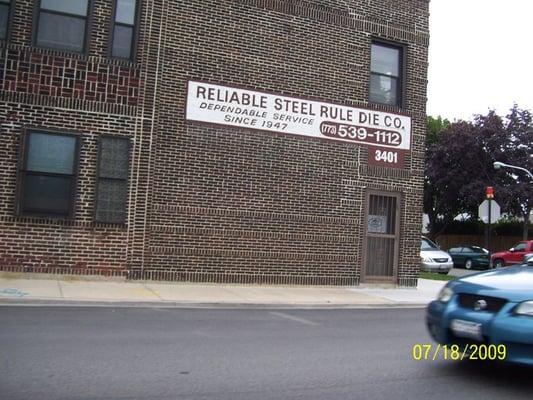 RELIABLE STEEL RULE DIE CO.
DEPENDABLE SERVICE
SINCE 1947
(773) 539-1112
3401
07/18/2009